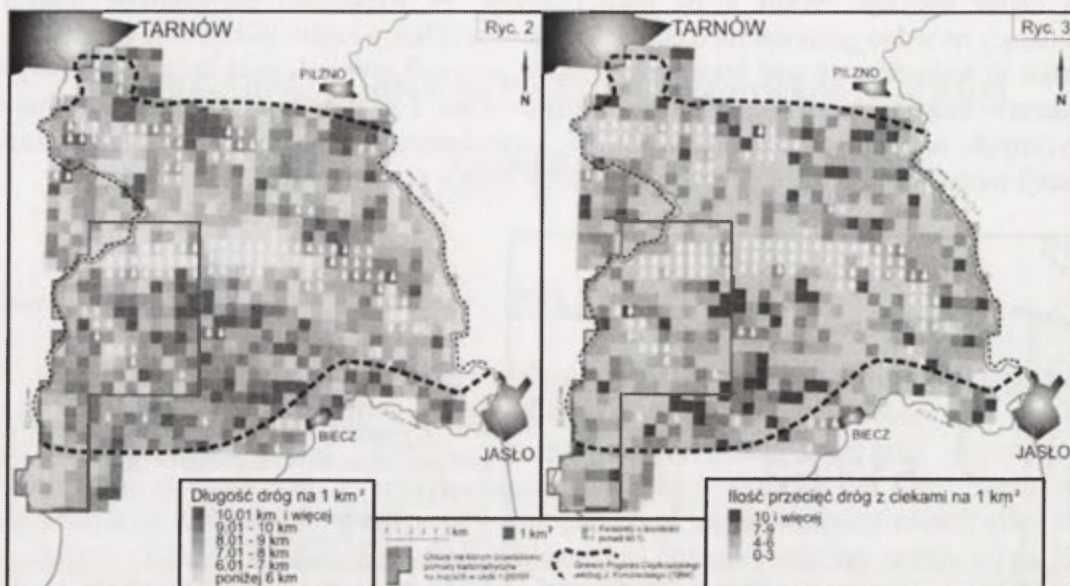 TARNÓW
Ryc. 2
PILZNO
N
BIECZ
JASŁO
Długość dróg na 1 km²
10,01 km i więcej
9.01 - 10 km
8.01 - 9 km
7.01 - 8 km
6.01 - 7 km
poniżej 6 km
TARNÓW
Ryc. 3
PILZNO
N
BIECZ
JASŁO
Ilość przecięć dróg z ciekami na 1 km²
10 i więcej
7-9
4-6
0-3
km
1 km²
ponad 50 %